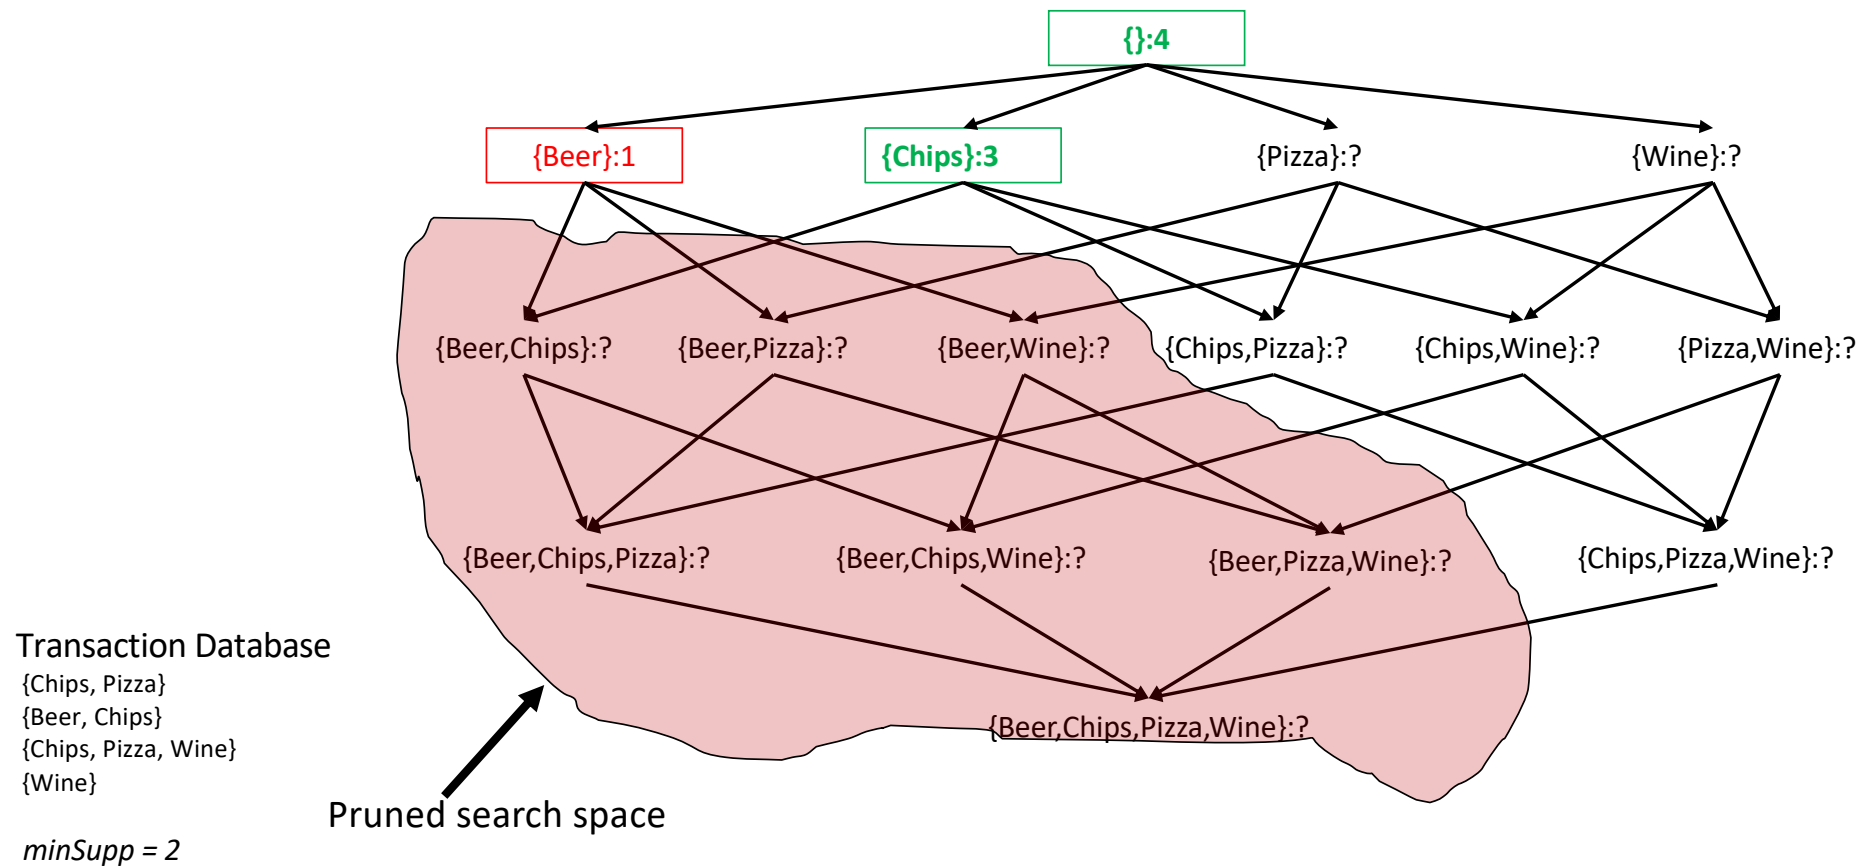 {}:4
{Beer}:1
{Chips}:3
{Pizza}:?
{Wine}:?
{Beer,Chips}:?
{Beer,Pizza}:?
{Beer,Wine}:?
{Chips,Pizza}:?
{Chips,Wine}:?
{Pizza,Wine}:?
{Beer,Chips,Pizza}:?
{Beer,Chips,Wine}:?
{Beer,Pizza,Wine}:?
{Chips,Pizza,Wine}:?
{Beer,Chips,Pizza,Wine}:?
Transaction Database
{Chips, Pizza}
{Beer, Chips}
{Chips, Pizza, Wine}
{Wine}
minSupp = 2
Pruned search space